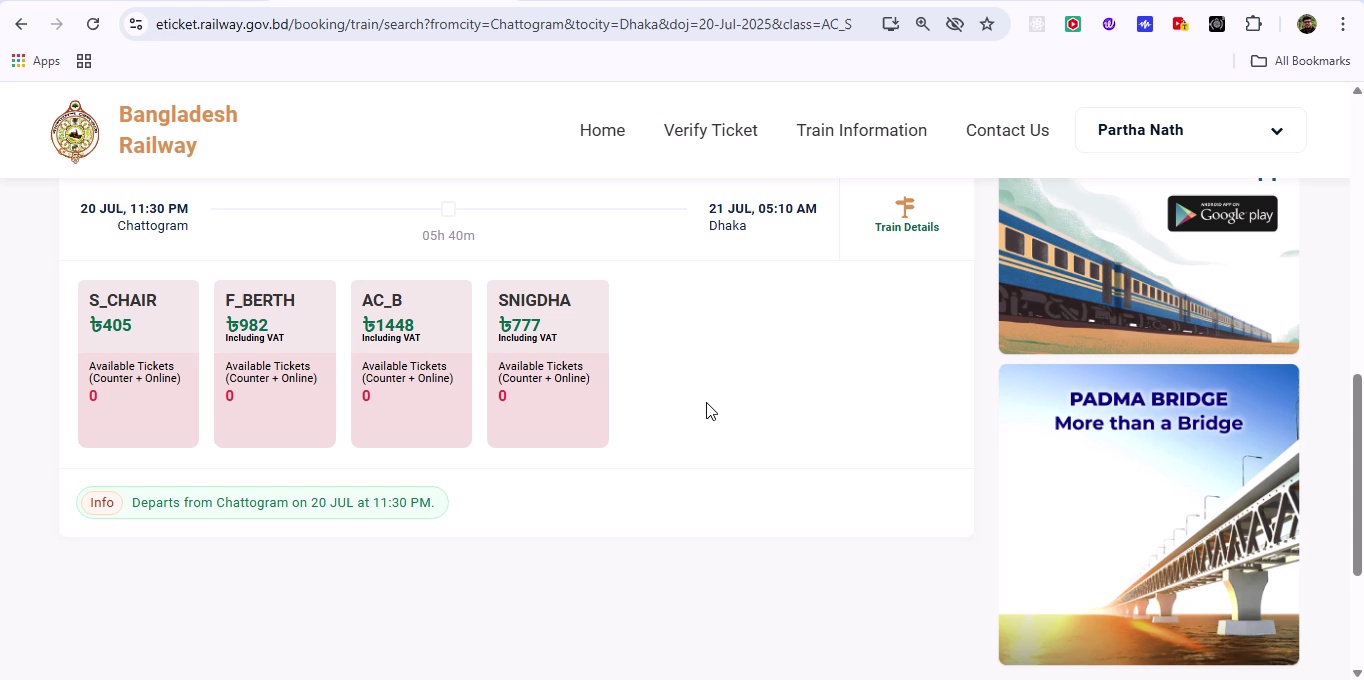 eticket.railway.gov.bd/booking/train/search?fromcity=Chattogram&tocity=Dhaka&doj=20-Jul-2025&class=AC_S
Apps
All Bookmarks
Bangladesh
Railway
Home
Verify Ticket
Train Information
Contact Us
Partha Nath
20 JUL, 11:30 PM
Chattogram
05h 40m
21 JUL, 05:10 AM
Dhaka
Train Details
S_CHAIR
৳405
Available Tickets
(Counter + Online)
0
F_BERTH
৳982
Including VAT
Available Tickets
(Counter + Online)
0
AC_B
৳1448
Including VAT
Available Tickets
(Counter + Online)
0
SNIGDHA
৳777
Including VAT
Available Tickets
(Counter + Online)
0
Info
Departs from Chattogram on 20 JUL at 11:30 PM.
ANDROID APP ON
Google play
PADMA BRIDGE
More than a Bridge